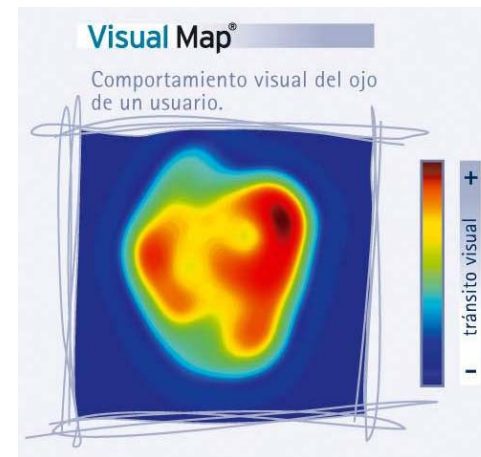 Visual Map®
Comportamiento visual del ojo
de un usuario.
+
tránsito visual
-